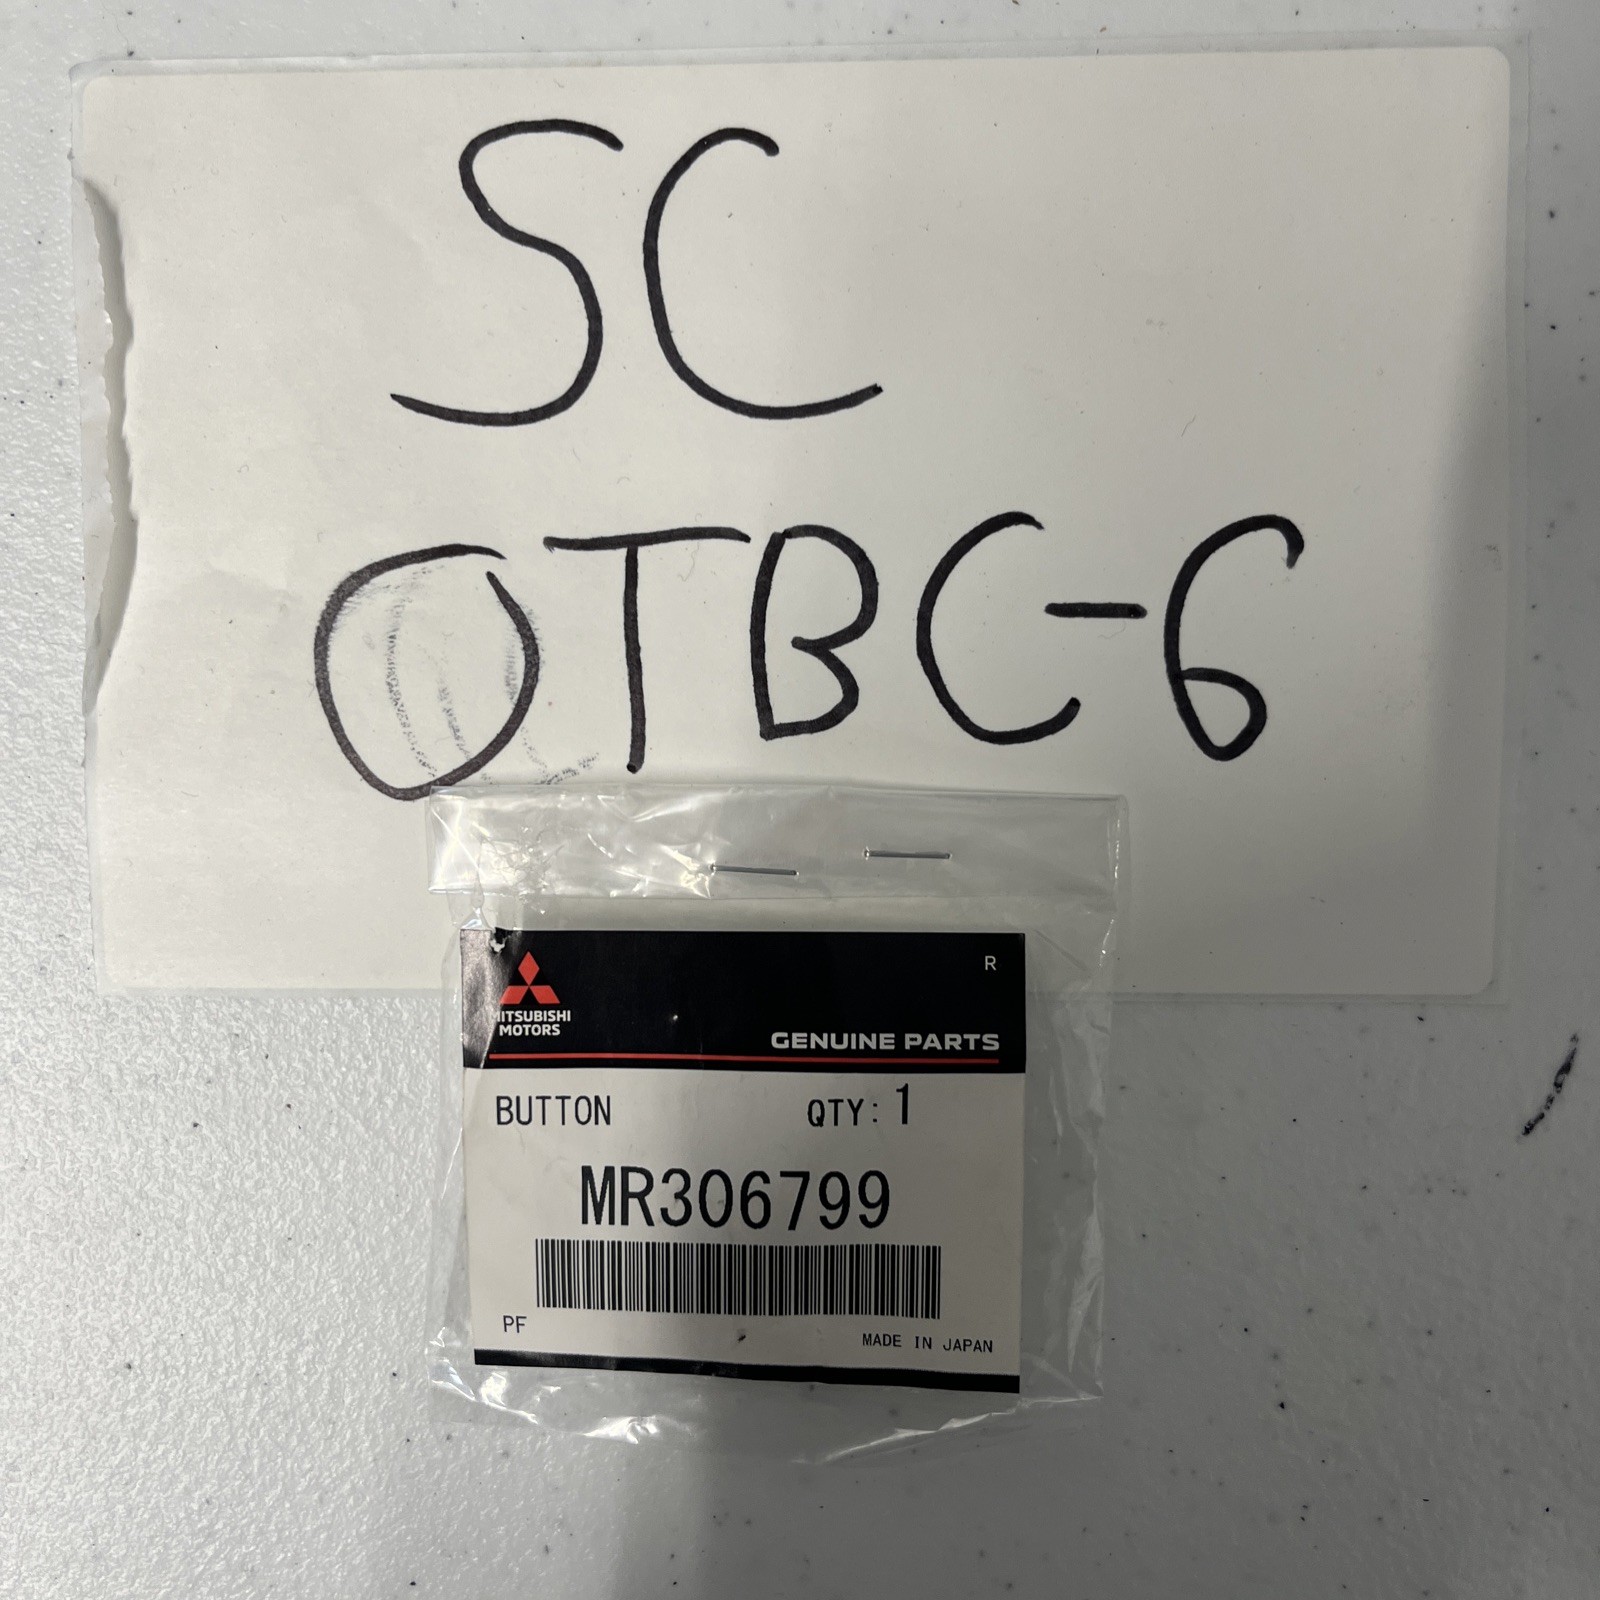 SC
OTBC-6
R
MITSUBISHI
MOTORS
GENUINE PARTS
BUTTON QTY: 1
MR306799
PF
MADE IN JAPAN